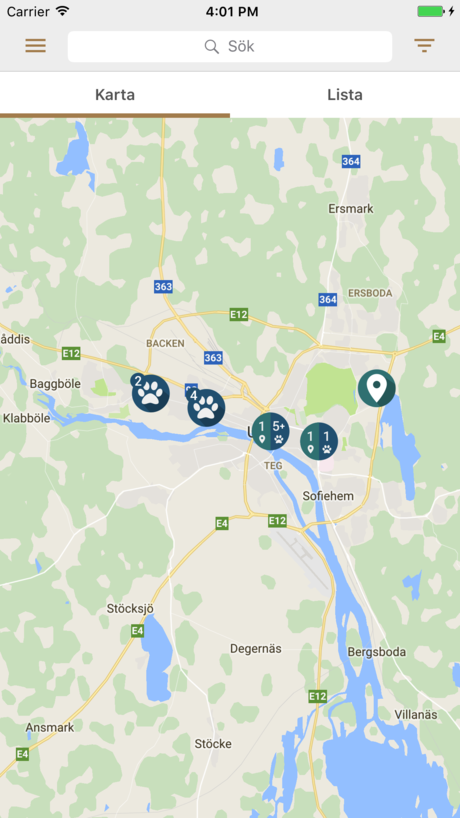 Carrier 4:01 PM
Sök
Karta Lista
364
Ersmark
363
364
ERSBODA
E12
E4
åddis
E12
BACKEN
363
Baggböle
2
4
Klabböle
1 5+
1 1
U
TEG
Sofiehem
E4
E12
Stöcksjö
E4
Degernäs
Bergsboda
E12
Villanäs
Ansmark
Stöcke
E4